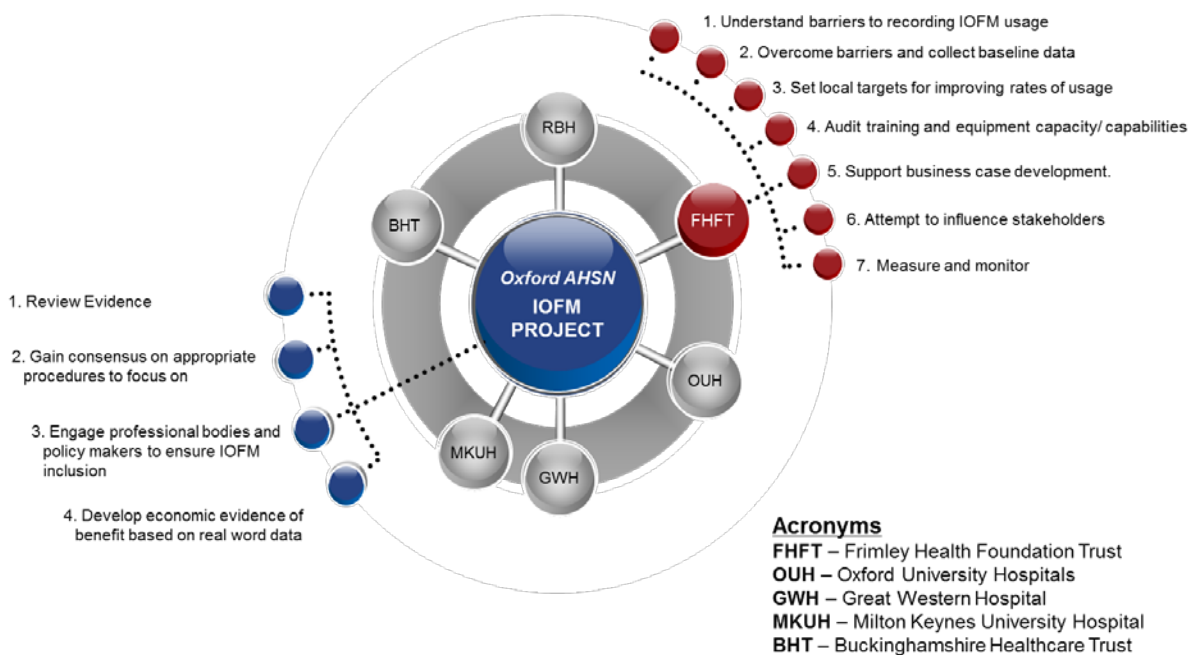 1. Understand barriers to recording IOFM usage
2. Overcome barriers and collect baseline data
3. Set local targets for improving rates of usage
4. Audit training and equipment capacity/ capabilities
5. Support business case development.
6. Attempt to influence stakeholders
7. Measure and monitor
RBH
BHT
FHFT
Oxford AHSN
IOFM
PROJECT
OUH
MKUH
GWH
1. Review Evidence
2. Gain consensus on appropriate
procedures to focus on
3. Engage professional bodies and
policy makers to ensure IOFM
inclusion
4. Develop economic evidence of
benefit based on real word data
Acronyms
FHFT – Frimley Health Foundation Trust
OUH – Oxford University Hospitals
GWH – Great Western Hospital
MKUH – Milton Keynes University Hospital
BHT – Buckinghamshire Healthcare Trust